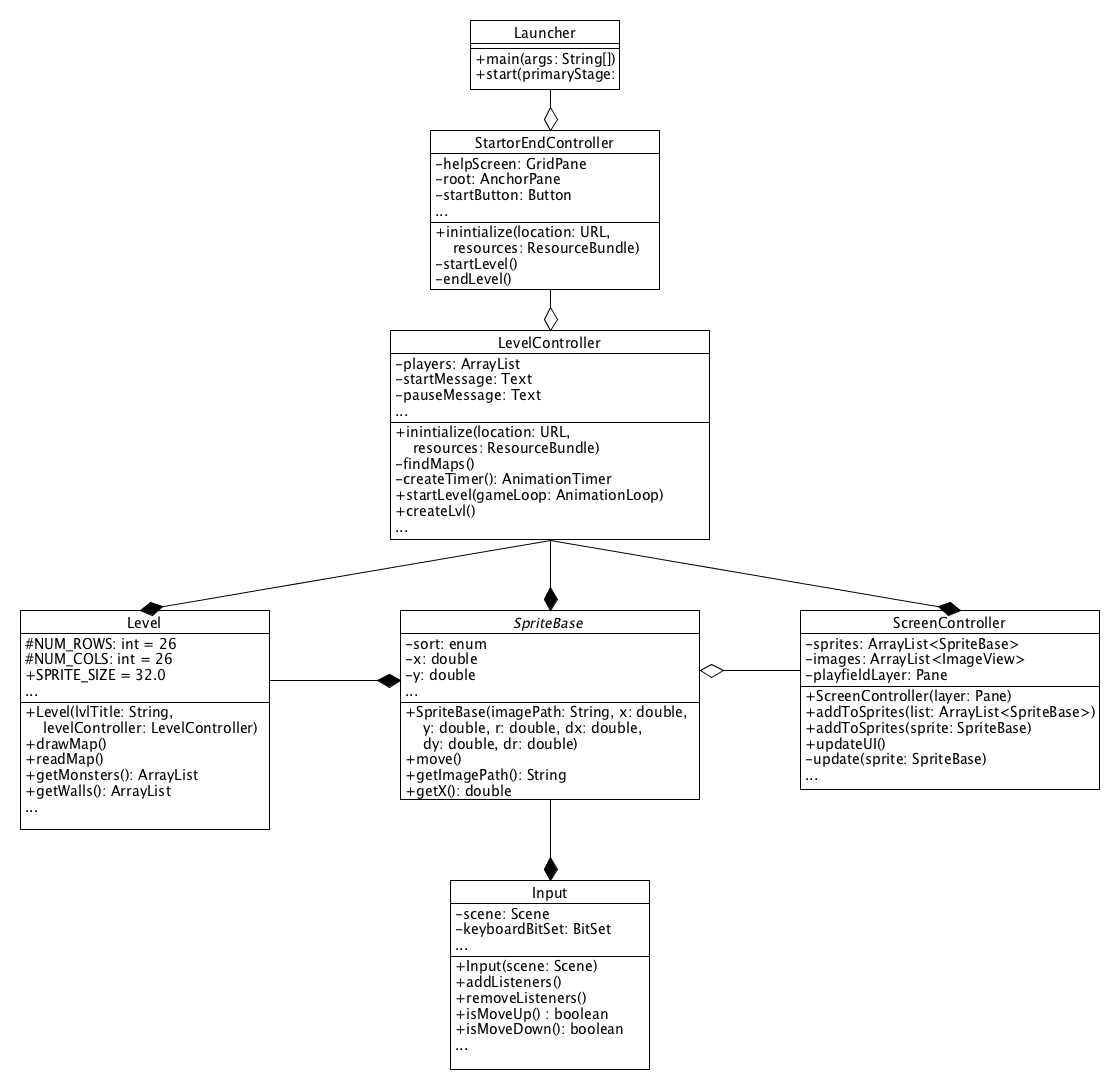 Launcher
+main(args: String[])
+start(primaryStage:
StartorEndController
-helpScreen: GridPane
-root: AnchorPane
-startButton: Button
...
+inintialize(location: URL,
resources: ResourceBundle)
-startLevel()
-endLevel()
LevelController
-players: ArrayList
-startMessage: Text
-pauseMessage: Text
...
+inintialize(location: URL,
resources: ResourceBundle)
-findMaps()
-createTimer(): AnimationTimer
+startLevel(gameLoop: AnimationLoop)
+createLvl()
...
Level
#NUM_ROWS: int = 26
#NUM_COLS: int = 26
+SPRITE_SIZE = 32.0
...
+Level(lvlTitle: String,
levelController: LevelController)
+drawMap()
+readMap()
+getMonsters(): ArrayList
+getWalls(): ArrayList
...
SpriteBase
-sort: enum
-x: double
-y: double
...
+SpriteBase(imagePath: String, x: double,
y: double, r: double, dx: double,
dy: double, dr: double)
+move()
+getImagePath(): String
+getX(): double
ScreenController
-sprites: ArrayList<SpriteBase>
-images: ArrayList<ImageView>
-playfieldLayer: Pane
+ScreenController(layer: Pane)
+addToSprites(list: ArrayList<SpriteBase>)
+addToSprites(sprite: SpriteBase)
+updateUI()
-update(sprite: SpriteBase)
...
Input
-scene: Scene
-keyboardBitSet: BitSet
...
+Input(scene: Scene)
+addListeners()
+removeListeners()
+isMoveUp() : boolean
+isMoveDown(): boolean
...